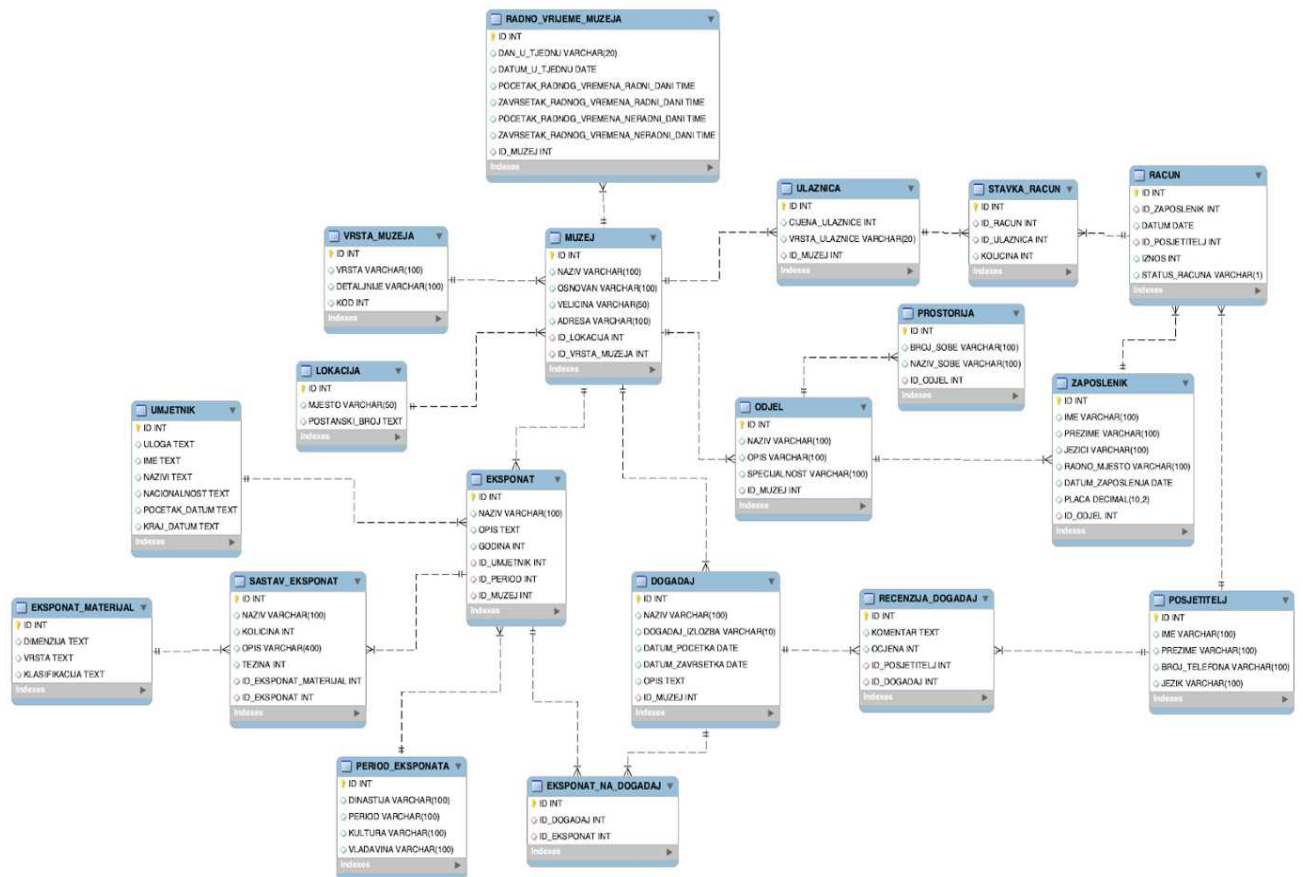 RADNO_VRIJEME_MUZEJA
ID INT
DAN_U_TJEDNU VARCHAR(20)
DATUM_U_TJEDNU DATE
POCETAK_RADNOG_VREMENA_RADNI_DANI TIME
ZAVRSETAK_RADNOG_VREMENA_RADNI_DANI TIME
POCETAK_RADNOG_VREMENA_NERADNI_DANI TIME
ZAVRSETAK_RADNOG_VREMENA_NERADNI_DANI TIME
ID_MUZEJ INT
Indexes
VRSTA_MUZEJA
ID INT
VRSTA VARCHAR(100)
DETALJNIJE VARCHAR(100)
KOD INT
Indexes
MUZEJ
ID INT
NAZIV VARCHAR(100)
OSNOVAN VARCHAR(100)
VELICINA VARCHAR(50)
ADRESA VARCHAR(100)
ID_LOKACIJA INT
ID_VRSTA_MUZEJA INT
Indexes
ULAZNICA
ID INT
CIJENA_ULAZNICE INT
VRSTA_ULAZNICE VARCHAR(20)
ID_MUZEJ INT
Indexes
STAVKA_RACUN
ID INT
ID_RACUN INT
ID_ULAZNICA INT
KOLICINA INT
Indexes
RACUN
ID INT
ID_ZAPOSLENIK INT
DATUM DATE
ID_POSJETITELJ INT
IZNOS INT
STATUS_RACUNA VARCHAR(1)
Indexes
PROSTORIJA
ID INT
BROJ_SOBE VARCHAR(100)
NAZIV_SOBE VARCHAR(100)
ID_ODJEL INT
Indexes
LOKACIJA
ID INT
MJESTO VARCHAR(50)
POSTANSKI_BROJ TEXT
Indexes
UMJETNIK
ID INT
ULOGA TEXT
IME TEXT
NAZIVI TEXT
NACIONALNOST TEXT
POCETAK_DATUM TEXT
KRAJ_DATUM TEXT
Indexes
ODJEL
ID INT
NAZIV VARCHAR(100)
OPIS VARCHAR(100)
SPECIJALNOST VARCHAR(100)
ID_MUZEJ INT
Indexes
ZAPOSLENIK
ID INT
IME VARCHAR(100)
PREZIME VARCHAR(100)
JEZICI VARCHAR(100)
RADNO_MJESTO VARCHAR(100)
DATUM_ZAPOSLENJA DATE
PLACA DECIMAL(10,2)
ID_ODJEL INT
Indexes
EKSPONAT
ID INT
NAZIV VARCHAR(100)
OPIS TEXT
GODINA INT
ID_UMJETNIK INT
ID_PERIOD INT
ID_MUZEJ INT
Indexes
EKSPONAT_MATERIJAL
ID INT
DIMENZIJA TEXT
VRSTA TEXT
KLASIFIKACIJA TEXT
Indexes
SASTAV_EKSPONAT
ID INT
NAZIV VARCHAR(100)
KOLICINA INT
OPIS VARCHAR(400)
TEZINA INT
ID_EKSPONAT_MATERIJAL INT
ID_EKSPONAT INT
Indexes
DOGADAJ
ID INT
NAZIV VARCHAR(100)
DOGADAJ_IZLOZBA VARCHAR(10)
DATUM_POCETKA DATE
DATUM_ZAVRSETKA DATE
OPIS TEXT
ID_MUZEJ INT
Indexes
RECENZIJA_DOGADAJ
ID INT
KOMENTAR TEXT
OCJENA INT
ID_POSJETITELJ INT
ID_DOGADAJ INT
Indexes
POSJETITELJ
ID INT
IME VARCHAR(100)
PREZIME VARCHAR(100)
BROJ_TELEFONA VARCHAR(100)
JEZIK VARCHAR(100)
Indexes
PERIOD_EKSPONATA
ID INT
DINASTIJA VARCHAR(100)
PERIOD VARCHAR(100)
KULTURA VARCHAR(100)
VLADAVINA VARCHAR(100)
Indexes
EKSPONAT_NA_DOGADAJ
ID INT
ID_DOGADAJ INT
ID_EKSPONAT INT
Indexes